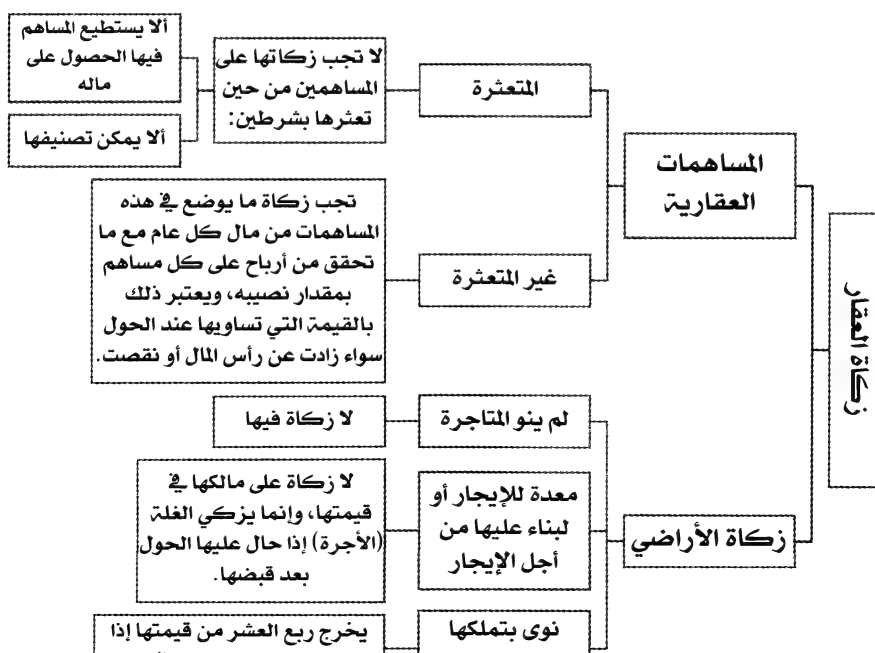 زكاة العقار
المساهمات
العقارية
المتعثرة
لا تجب زكاتها على
المساهمين من حين
تعثرها بشرطين:
ألا يستطيع المساهم
فيها الحصول على
ماله
ألا يمكن تصنيفها
غير المتعثرة
تجب زكاة ما يوضع في هذه
المساهمات من مال كل عام مع ما
تحقق من أرباح على كل مساهم
بمقدار نصيبه، ويعتبر ذلك
بالقيمة التي تساويها عند الحول
سواء زادت عن رأس المال أو نقصت.
زكاة الأراضي
لم ينو المتاجرة
لا زكاة فيها
معدة للإيجار أو
لبناء عليها من
أجل الإيجار
لا زكاة على مالكها في
قيمتها، وإنما يزكي الغلة
(الأجرة) إذا حال عليها الحول
بعد قبضها.
نوى بتملكها
يخرج ربع العشر من قيمتها إذا